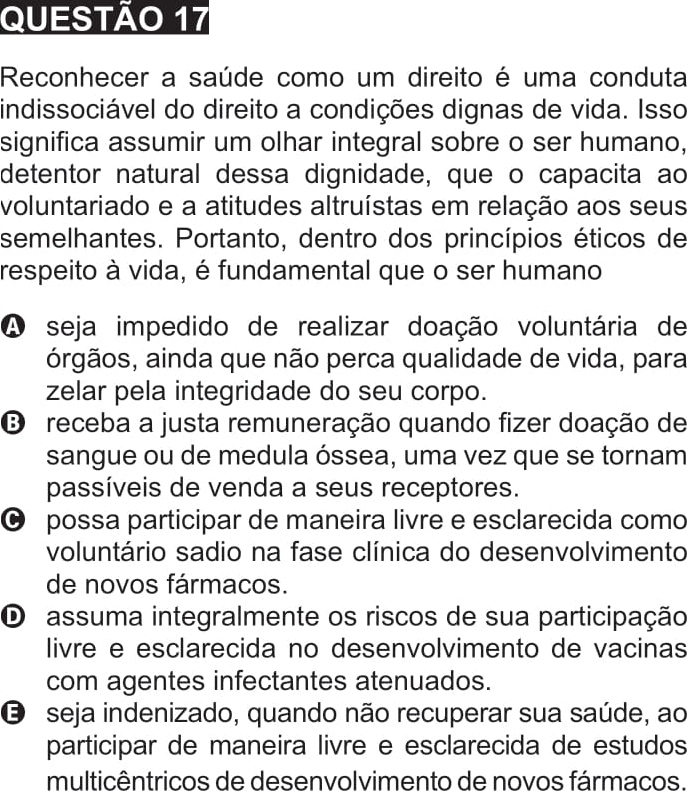 QUESTÃO 17
Reconhecer a saúde como um direito é uma conduta
indissociável do direito a condições dignas de vida. Isso
significa assumir um olhar integral sobre o ser humano,
detentor natural dessa dignidade, que o capacita ao
voluntariado e a atitudes altruístas em relação aos seus
semelhantes. Portanto, dentro dos princípios éticos de
respeito à vida, é fundamental que o ser humano
A seja impedido de realizar doação voluntária de
órgãos, ainda que não perca qualidade de vida, para
zelar pela integridade do seu corpo.
B receba a justa remuneração quando fizer doação de
sangue ou de medula óssea, uma vez que se tornam
passíveis de venda a seus receptores.
C possa participar de maneira livre e esclarecida como
voluntário sadio na fase clínica do desenvolvimento
de novos fármacos.
D assuma integralmente os riscos de sua participação
livre e esclarecida no desenvolvimento de vacinas
com agentes infectantes atenuados.
E seja indenizado, quando não recuperar sua saúde, ao
participar de maneira livre e esclarecida de estudos
multicêntricos de desenvolvimento de novos fármacos.